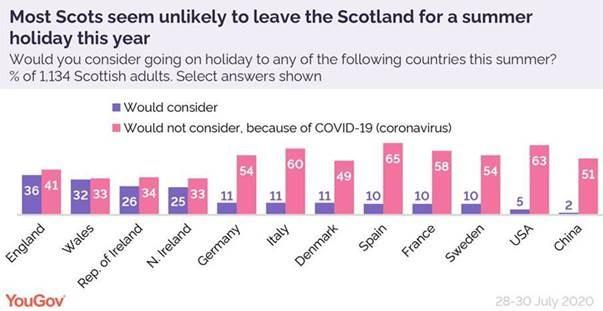 Most Scots seem unlikely to leave the Scotland for a summer
holiday this year
Would you consider going on holiday to any of the following countries this summer?
% of 1,134 Scottish adults. Select answers shown
Would consider
Would not consider, because of COVID-19 (coronavirus)
36 41 32 33 26 34 25 33 11 54 11 60 11 49 10 65 10 58 10 54 5 63 2 51
England Wales Rep. of Ireland N. Ireland Germany Italy Denmark Spain France Sweden USA China
YouGov 28-30 July 2020